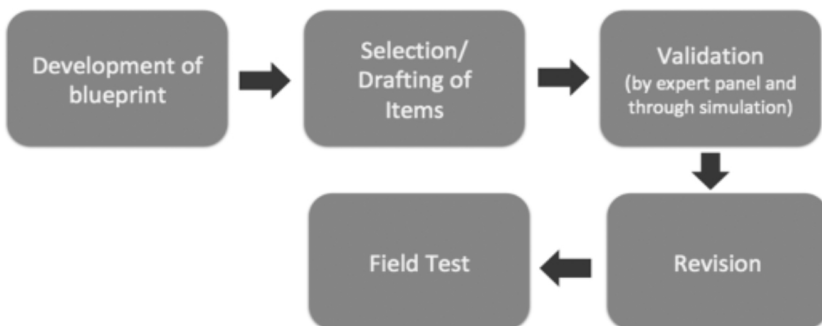 Development of
blueprint
Selection/
Drafting of
Items
Validation
(by expert panel and
through simulation)
Revision
Field Test